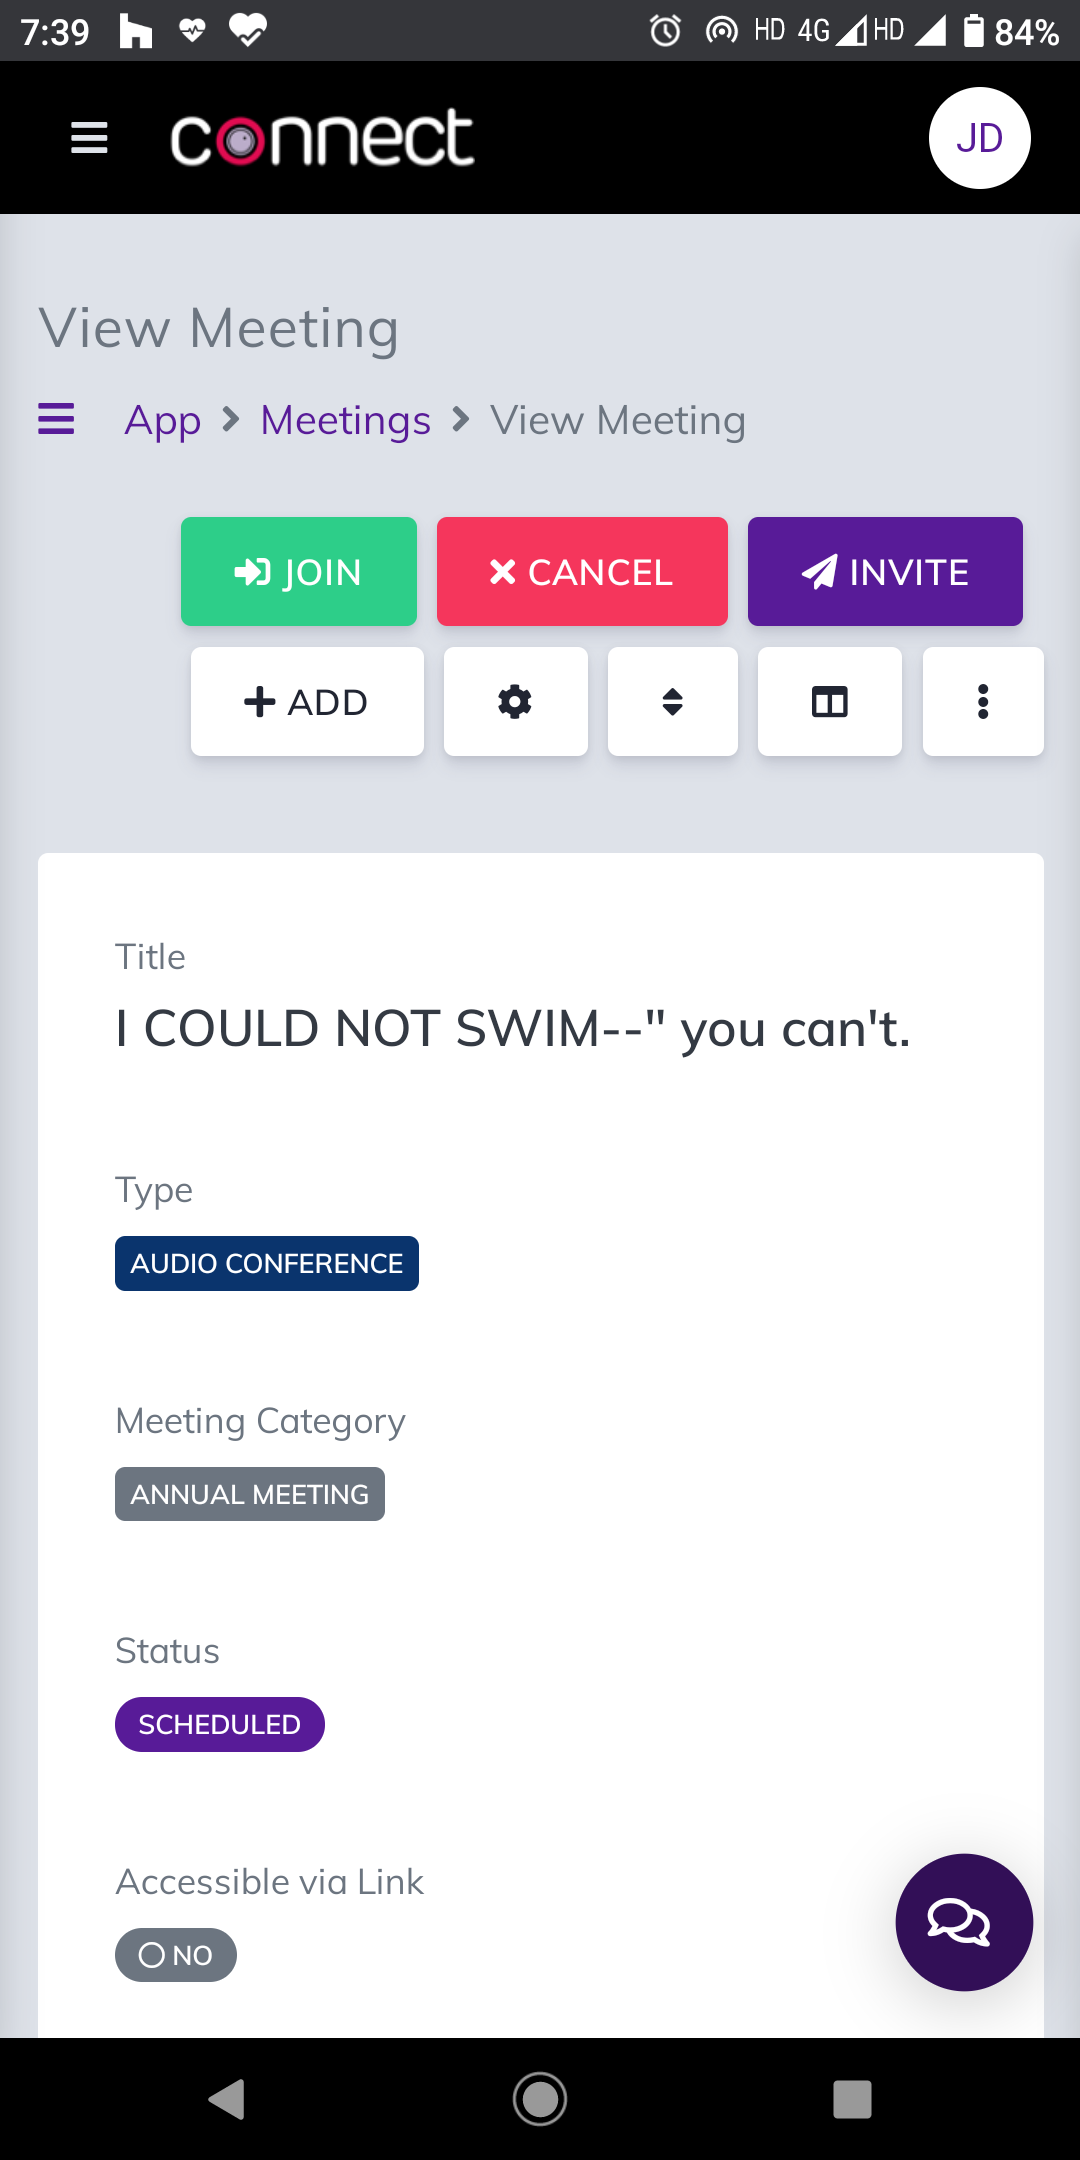 7:39 HD 4G HD 84%
connect JD
View Meeting
App Meetings View Meeting
JOIN CANCEL INVITE
ADD
Title
I COULD NOT SWIM--" you can't.
Type
AUDIO CONFERENCE
Meeting Category
ANNUAL MEETING
Status
SCHEDULED
Accessible via Link
NO